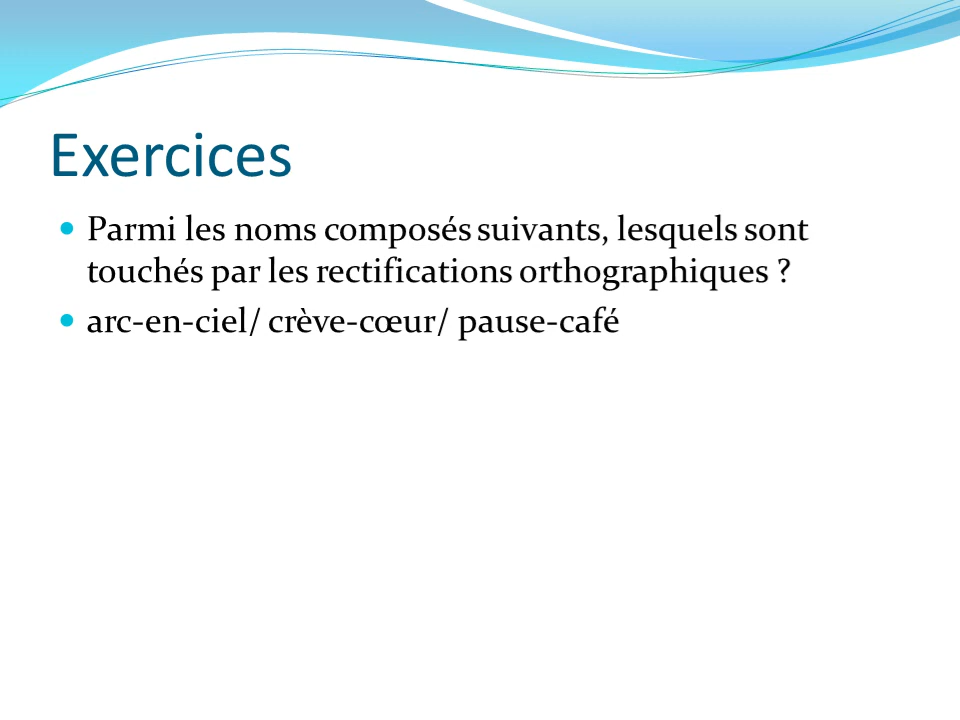 Exercices
Parmi les noms composés suivants, lesquels sont
touchés par les rectifications orthographiques ?
arc-en-ciel/ crève-cœur/ pause-café